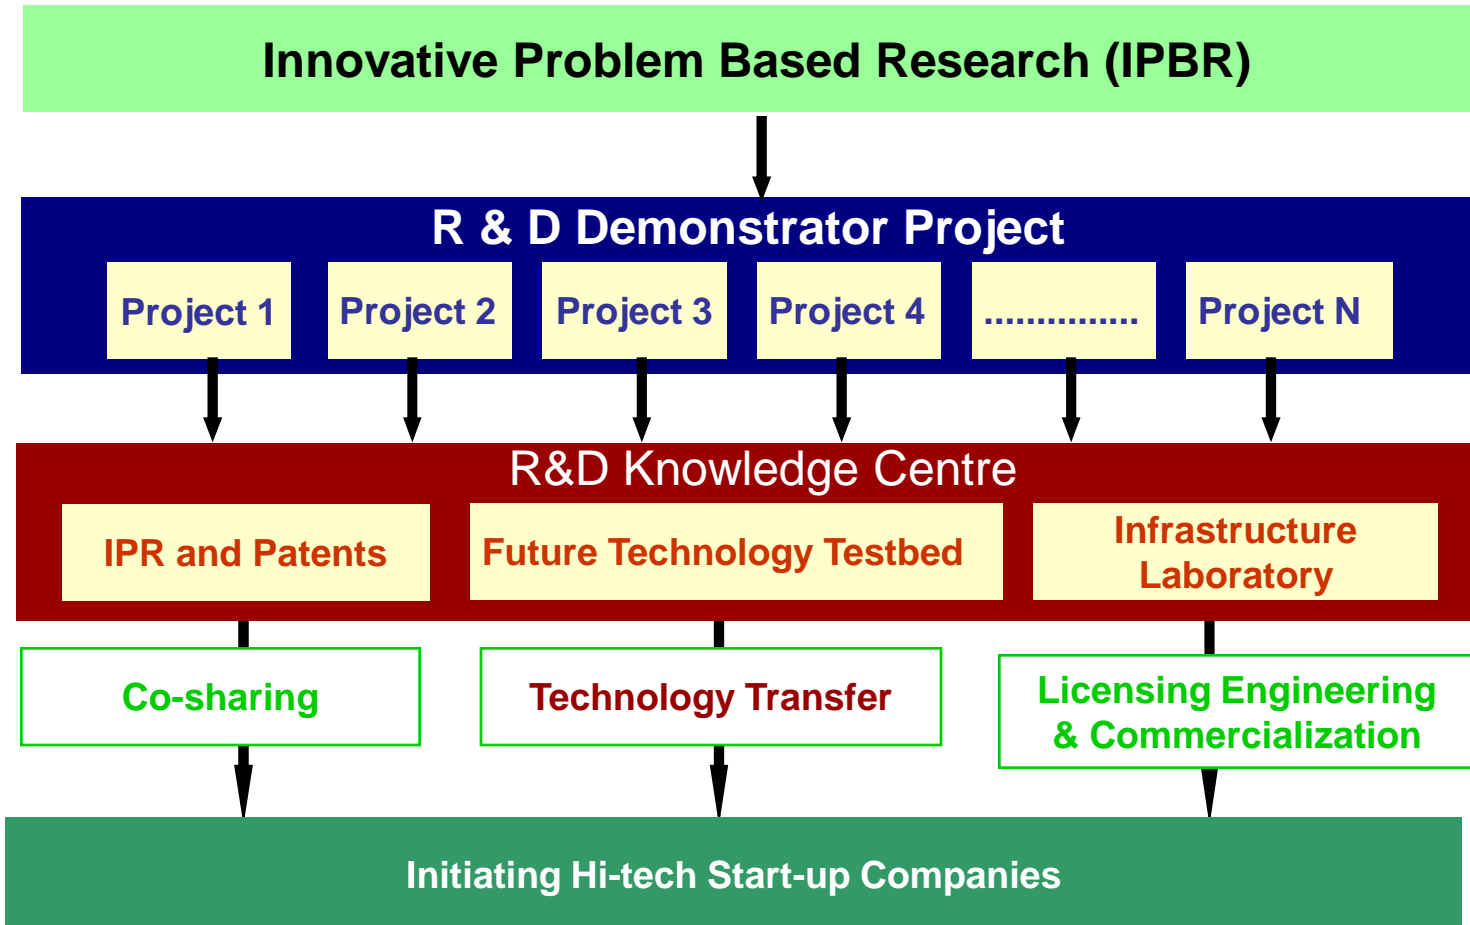 Innovative Problem Based Research (IPBR)
R & D Demonstrator Project
Project 1
Project 2
Project 3
Project 4
...............
Project N
R&D Knowledge Centre
IPR and Patents
Future Technology Testbed
Infrastructure
Laboratory
Co-sharing
Technology Transfer
Licensing Engineering
& Commercialization
Initiating Hi-tech Start-up Companies